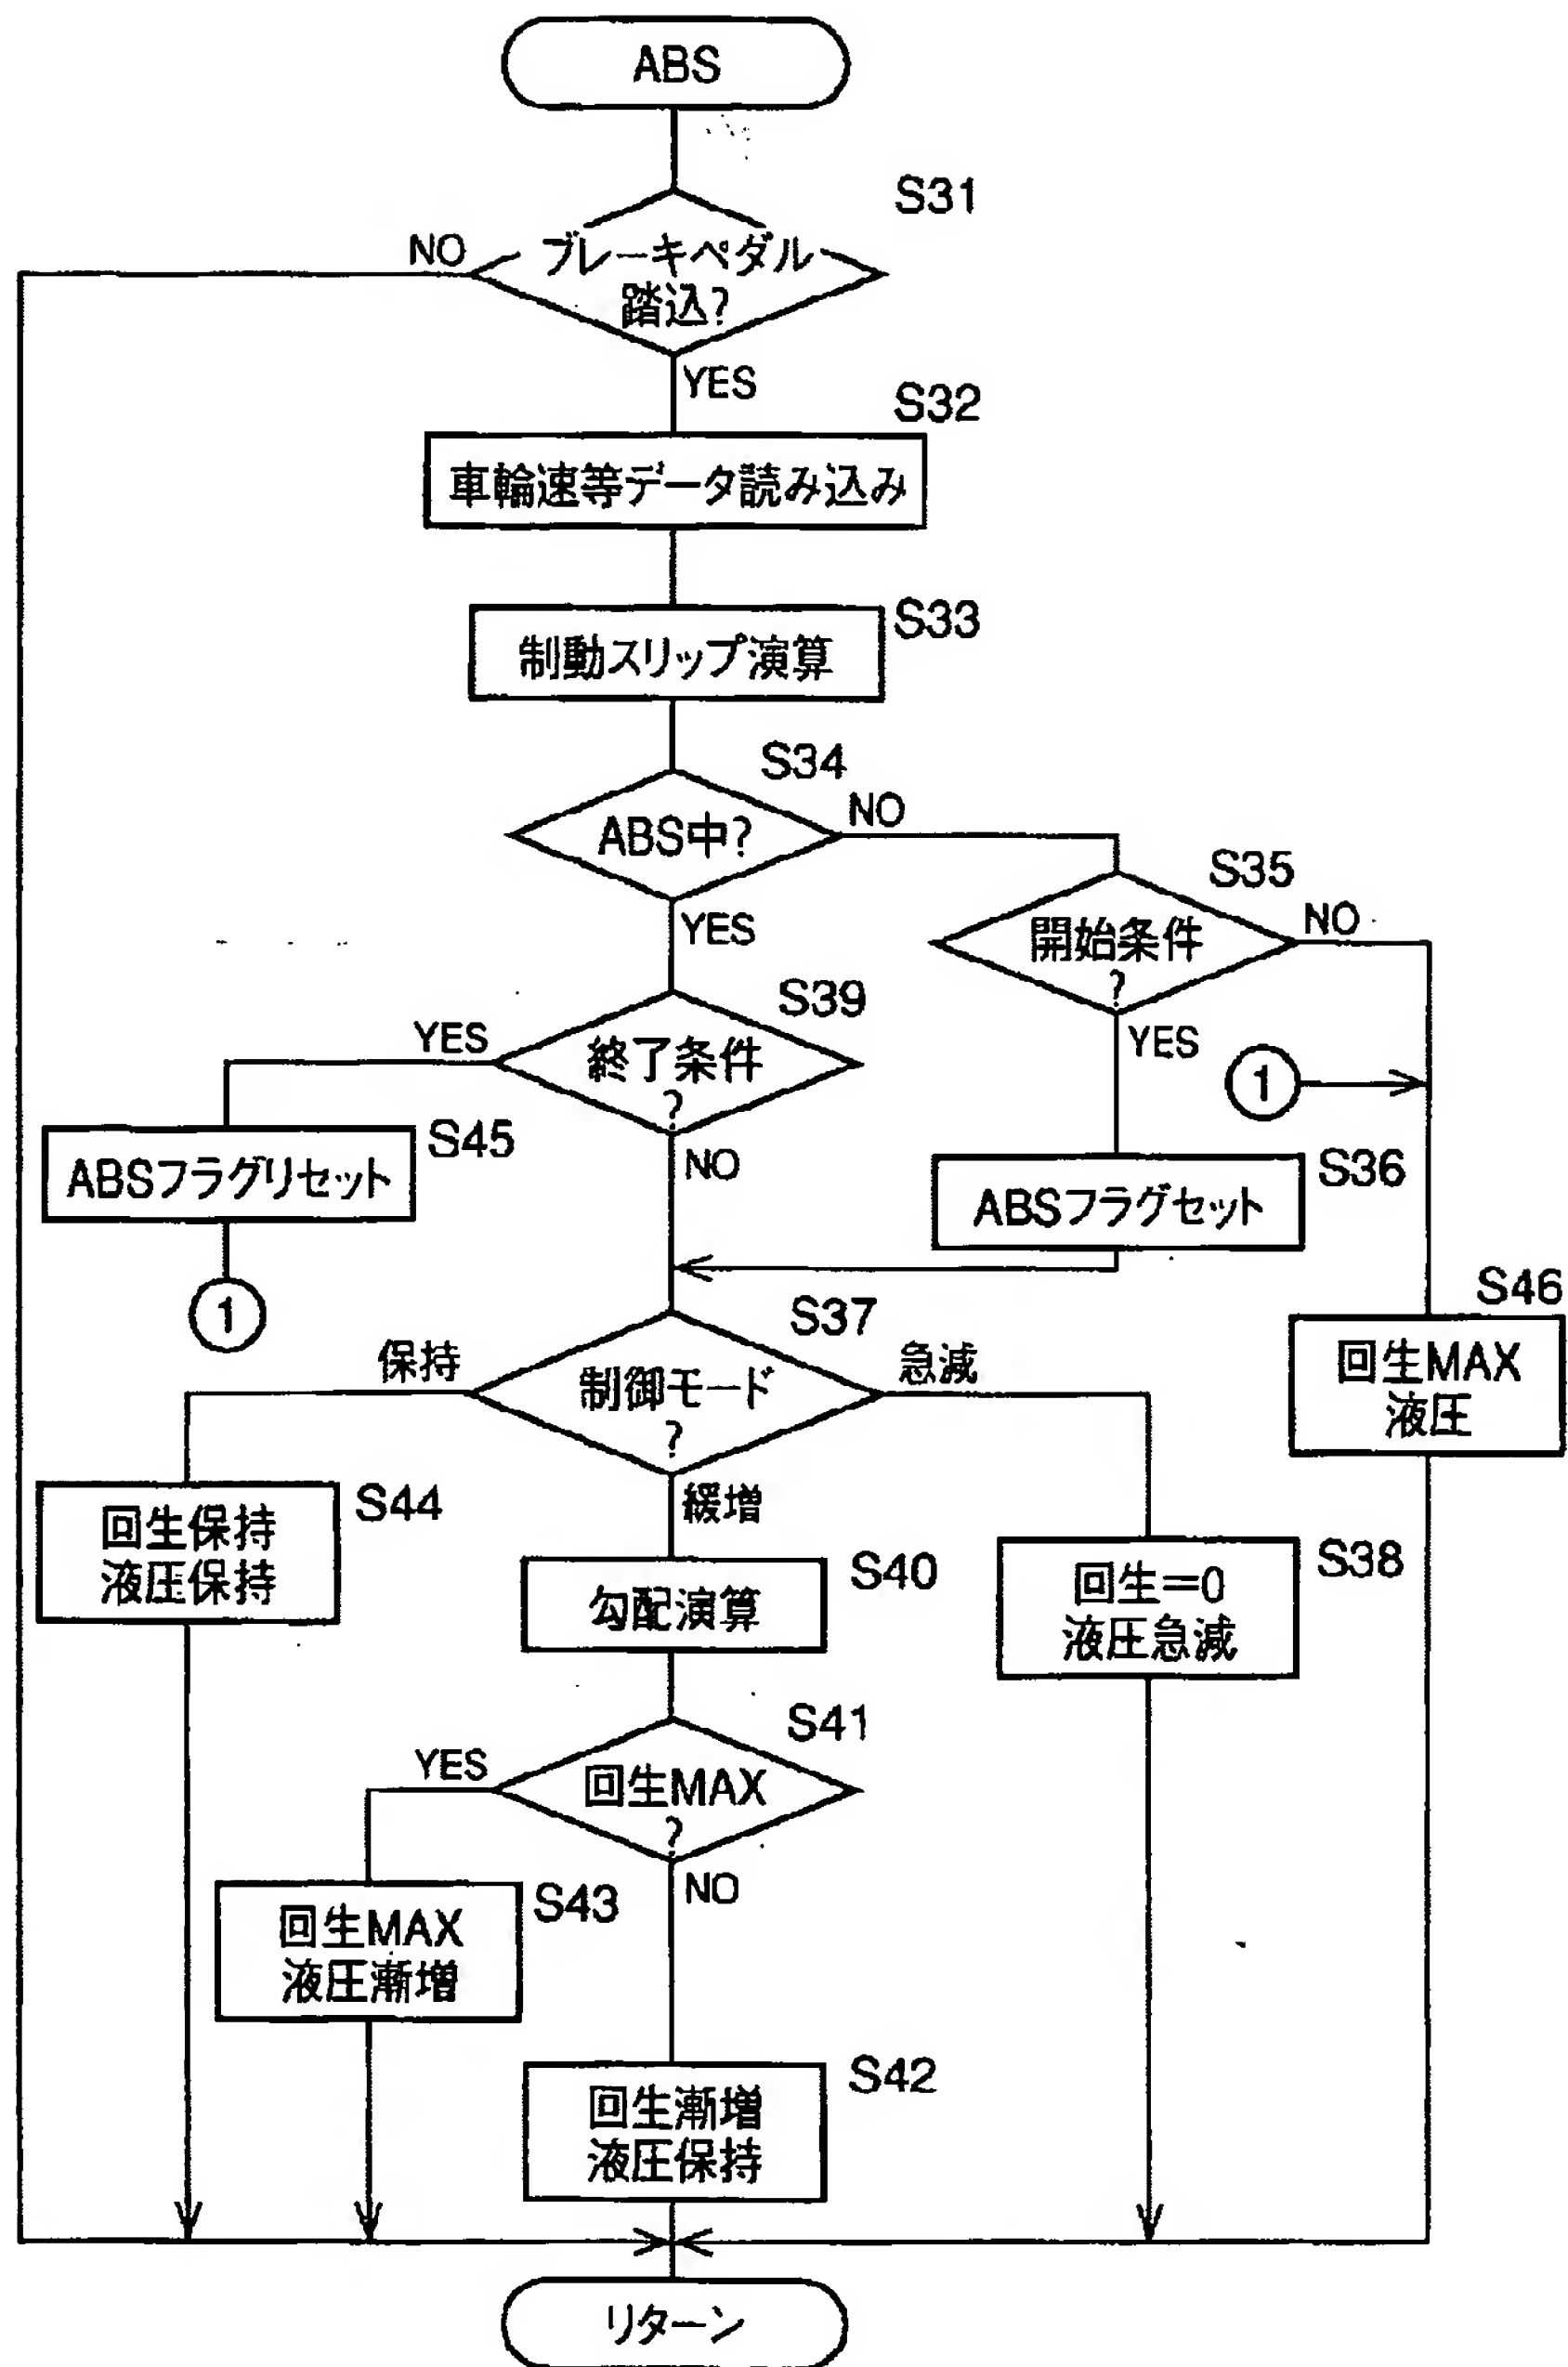 ABS
S31
NO
ブレーキペダル
踏込?
YES
S32
車輪速等データ読み込み
S33
制動スリップ演算
S34
ABS中?
NO
YES
S35
開始条件
?
NO
YES
S39
終了条件
?
YES
NO
1
S45
ABSフラグリセット
1
S36
ABSフラグセット
S37
制御モード
?
保持
急減
緩増
S46
回生MAX
液圧
S44
回生保持
液圧保持
S40
勾配演算
S38
回生=0
液圧急減
S41
回生MAX
?
YES
NO
S43
回生MAX
液圧漸増
S42
回生漸増
液圧保持
リターン